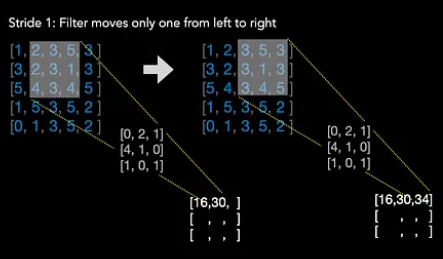 Stride 1: Filter moves only one from left to right
[1, 2, 3, 5, 3 ]
[3, 2, 3, 1, 3 ]
[5, 4, 3, 4, 5 ]
[1, 5, 3, 5, 2 ]
[0, 1, 3, 5, 2 ]
[0, 2, 1]
[4, 1, 0]
[1, 0, 1]
[16,30, ]
[ , , ]
[ , , ]
[1, 2, 3, 5, 3 ]
[3, 2, 3, 1, 3 ]
[5, 4, 3, 4, 5 ]
[1, 5, 3, 5, 2 ]
[0, 1, 3, 5, 2 ]
[0, 2, 1]
[4, 1, 0]
[1, 0, 1]
[16,30,34]
[ , , ]
[ , , ]